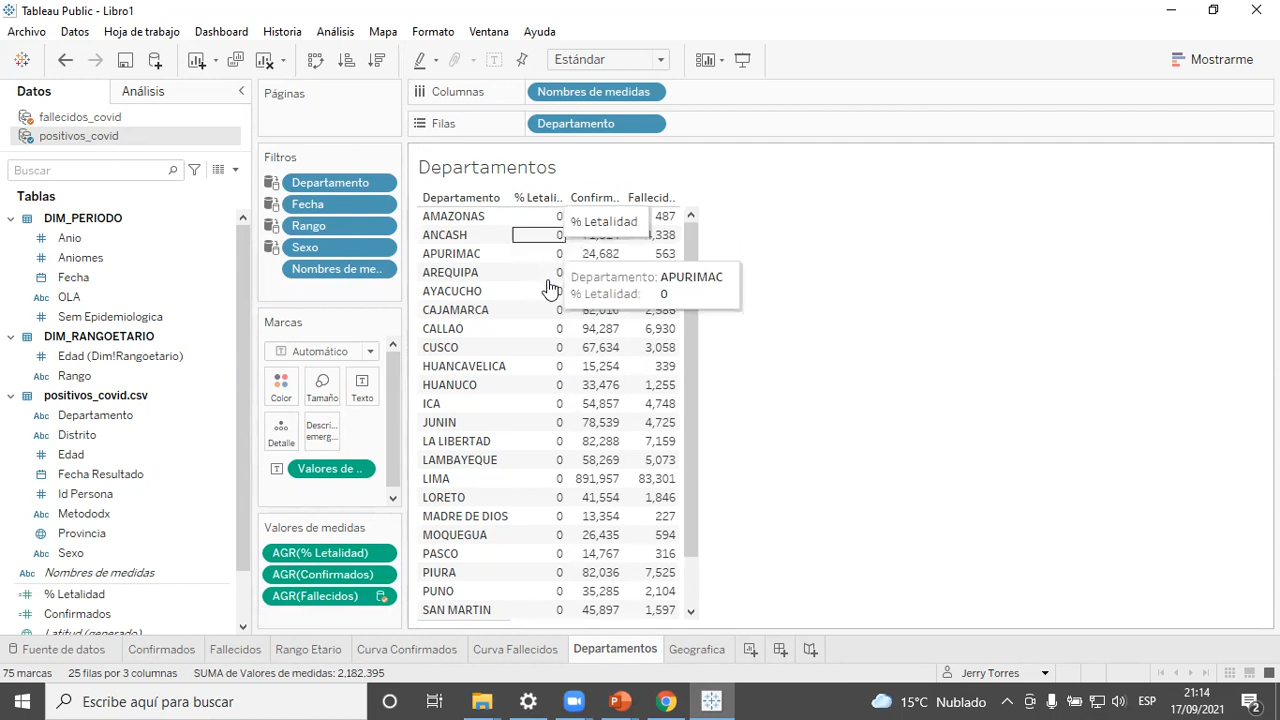 Tableau Public - Libro1
Archivo Datos Hoja de trabajo Dashboard Historia Análisis Mapa Formato Ventana Ayuda
Estándar
Mostrarme
Datos Análisis
fallecidos_covid
positivos_covid
Buscar
Tablas
DIM_PERIODO
Anio
Aniomes
Fecha
OLA
Sem Epidemiologica
DIM_RANGOETARIO
Edad (Dim!Rangoetario)
Abc Rango
positivos_covid.csv
Abc Departamento
Abc Distrito
Edad
Fecha Resultado
Id Persona
Abc Metododx
Provincia
Abc Sexo
Abc Nombres de medidas
% Letalidad
Confirmados
Latitud (generado)
Páginas
Filtros
Departamento
Fecha
Rango
Sexo
Nombres de me..
Marcas
Automático
Color Tamaño Texto
Detalle Descri... emerg...
Valores de ..
Valores de medidas
AGR(% Letalidad)
AGR(Confirmados)
AGR(Fallecidos)
Columnas Nombres de medidas
Filas Departamento
Departamentos
Departamento % Letali.. Confirm.. Fallecid..
AMAZONAS 0 487
ANCASH 0
APURIMAC 24,682 563
AREQUIPA 0
AYACUCHO
CAJAMARCA 0
CALLAO 0 94,287 6,930
CUSCO 0 67,634 3,058
HUANCAVELICA 0 15,254 339
HUANUCO 0 33,476 1,255
ICA 0 54,857 4,748
JUNIN 0 78,539 4,725
LA LIBERTAD 0 82,288 7,159
LAMBAYEQUE 0 58,269 5,073
LIMA 0 891,957 83,301
LORETO 0 41,554 1,846
MADRE DE DIOS 0 13,354 227
MOQUEGUA 0 26,435 594
PASCO 0 14,767 316
PIURA 0 82,036 7,525
PUNO 0 35,285 2,104
SAN MARTIN 0 45,897 1,597
% Letalidad
Departamento: APURIMAC
% Letalidad: 0
Fuente de datos Confirmados Fallecidos Rango Etario Curva Confirmados Curva Fallecidos Departamentos Geografica
75 marcas 25 filas por 3 columnas SUMA de Valores de medidas: 2,182.395
Jerry Torres
Escribe aquí para buscar
15°C Nublado
ESP
21:14
17/09/2021
2